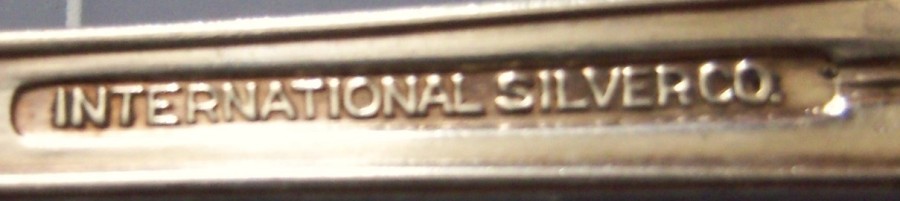 INTERNATIONAL SILVER CO.